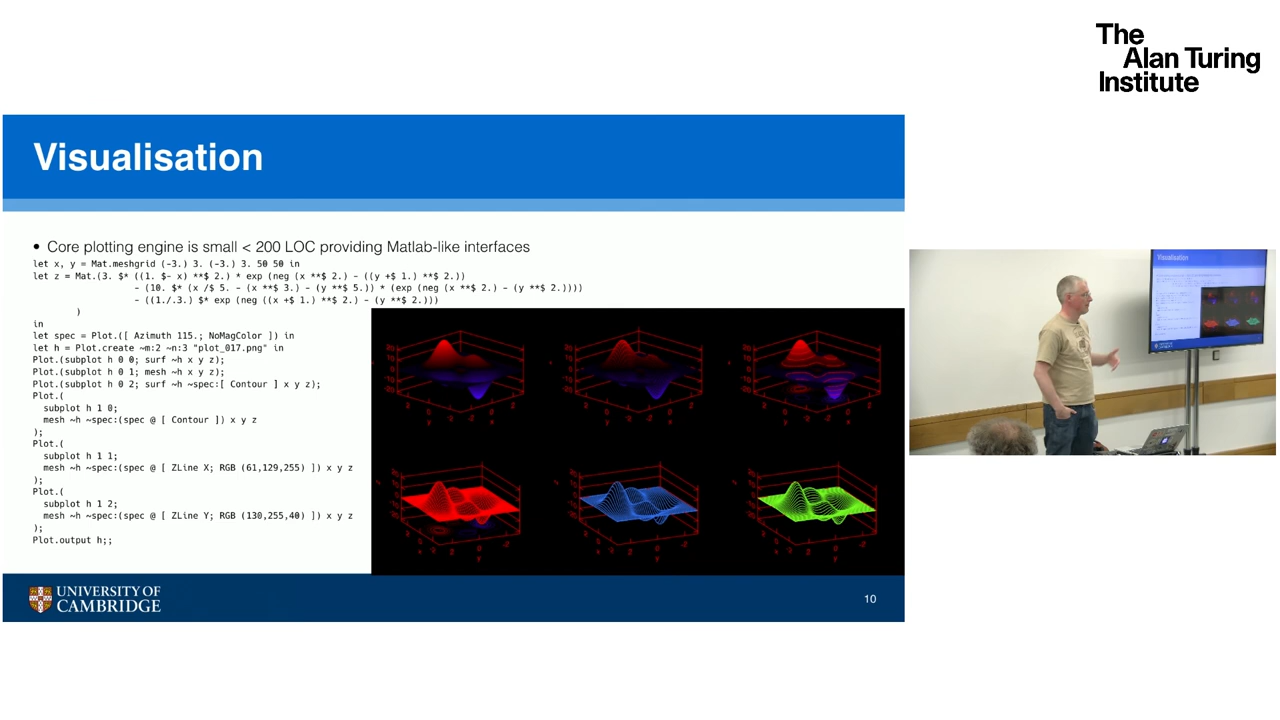 The
Alan Turing
Institute
Visualisation
• Core plotting engine is small < 200 LOC providing Matlab-like interfaces
let x, y = Mat.meshgrid (-3.) 3. (-3.) 3. 50 50 in
let z = Mat.(3. $* ((1. $- x) **$ 2.) * exp (neg (x **$ 2.) - ((y +$ 1.) **$ 2.))
- (10. $* (x /$ 5. - (x **$ 3.) - (y **$ 5.)) * (exp (neg (x **$ 2.) - (y **$ 2.))))
- ((1./.3.) $* exp (neg ((x +$ 1.) **$ 2.) - (y **$ 2.)))
)
in
let spec = Plot.([ Azimuth 115.; NoMagColor ]) in
let h = Plot.create ~m:2 ~n:3 "plot_017.png" in
Plot.(subplot h 0 0; surf ~h x y z);
Plot.(subplot h 0 1; mesh ~h x y z);
Plot.(subplot h 0 2; surf ~h ~spec:[ Contour ] x y z);
Plot.(
subplot h 1 0;
mesh ~h ~spec:(spec @ [ Contour ]) x y z
);
Plot.(
subplot h 1 1;
mesh ~h ~spec:(spec @ [ ZLine X; RGB (61,129,255) ]) x y z
);
Plot.(
subplot h 1 2;
mesh ~h ~spec:(spec @ [ ZLine Y; RGB (130,255,40) ]) x y z
);
Plot.output h;;
UNIVERSITY OF
CAMBRIDGE
10
Visualisation